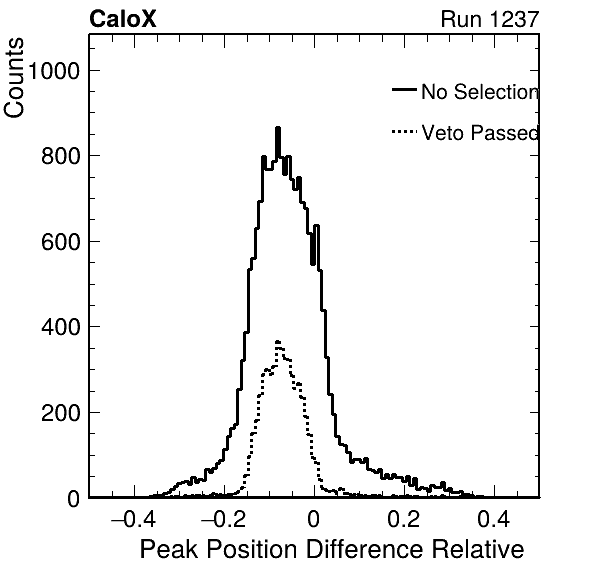 CaloX Run 1237
Counts
1000
800
600
400
200
0
No Selection
Veto Passed
−0.4 −0.2 0 0.2 0.4
Peak Position Difference Relative